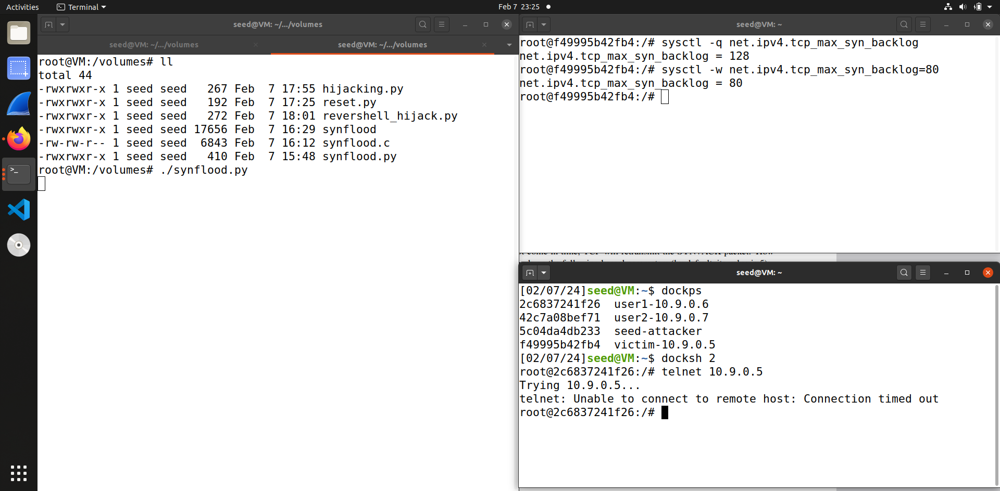 Activities
Terminal
Feb 7 23:25
seed@VM: ~/.../volumes
seed@VM: ~/.../volumes
seed@VM: ~/.../volumes
root@VM:/volumes# ll
total 44
-rwxrwxr-x 1 seed seed   267 Feb  7 17:55 hijacking.py
-rwxrwxr-x 1 seed seed   192 Feb  7 17:25 reset.py
-rwxrwxr-x 1 seed seed   272 Feb  7 18:01 revershell_hijack.py
-rwxrwxr-x 1 seed seed 17656 Feb  7 16:29 synflood
-rw-rw-r-- 1 seed seed  6843 Feb  7 16:12 synflood.c
-rwxrwxr-x 1 seed seed   410 Feb  7 15:48 synflood.py
root@VM:/volumes# ./synflood.py
seed@VM: ~
root@f49995b42fb4:/# sysctl -q net.ipv4.tcp_max_syn_backlog
net.ipv4.tcp_max_syn_backlog = 128
root@f49995b42fb4:/# sysctl -w net.ipv4.tcp_max_syn_backlog=80
net.ipv4.tcp_max_syn_backlog = 80
root@f49995b42fb4:/#
seed@VM: ~
[02/07/24]seed@VM:~$ dockps
2c6837241f26  user1-10.9.0.6
42c7a08bef71  user2-10.9.0.7
5c04da4db233  seed-attacker
f49995b42fb4  victim-10.9.0.5
[02/07/24]seed@VM:~$ docksh 2
root@2c6837241f26:/# telnet 10.9.0.5
Trying 10.9.0.5...
telnet: Unable to connect to remote host: Connection timed out
root@2c6837241f26:/#